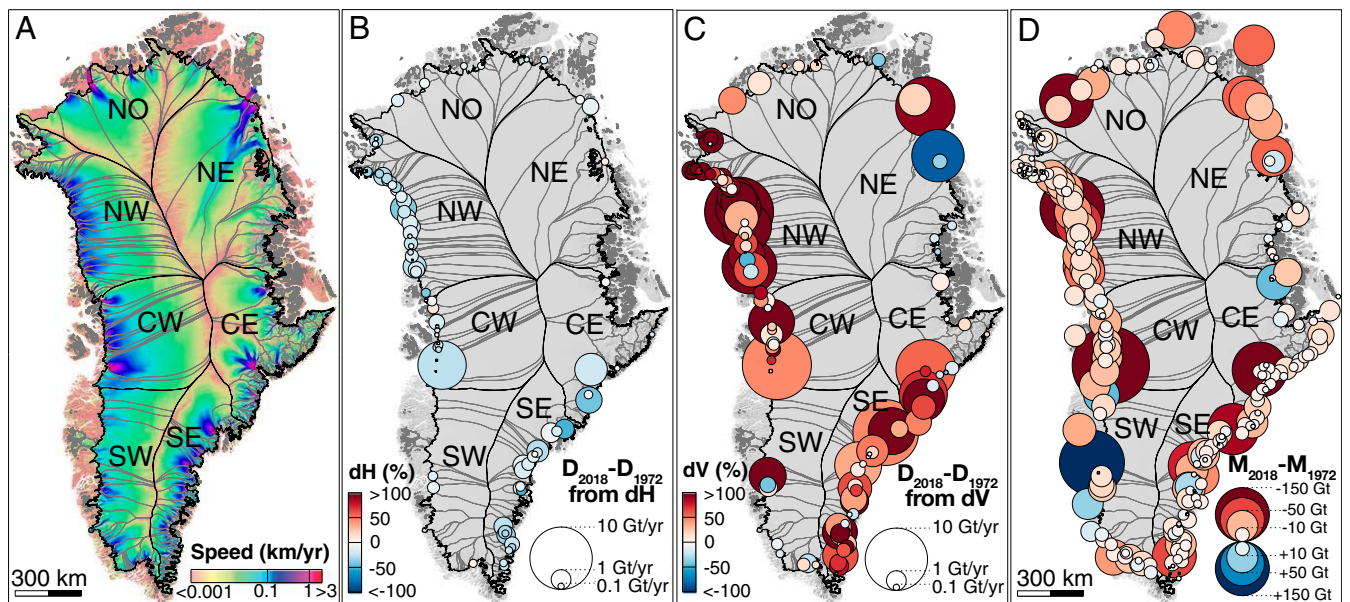 A
NO
NE
NW
CW
CE
SE
SW
Speed (km/yr)
300 km
<0.001 0.1 1 >3
B
NO
NE
NW
CW
CE
SE
SW
dH (%)
>100
50
0
-50
<-100
D2018-D1972
from dH
10 Gt/yr
1 Gt/yr
0.1 Gt/yr
C
NO
NE
NW
CW
CE
SE
SW
dV (%)
>100
50
0
-50
<-100
D2018-D1972
from dV
10 Gt/yr
1 Gt/yr
0.1 Gt/yr
D
NO
NE
NW
CW
CE
SW
SE
M2018-M1972
-150 Gt
-50 Gt
-10 Gt
+10 Gt
+50 Gt
+150 Gt
300 km